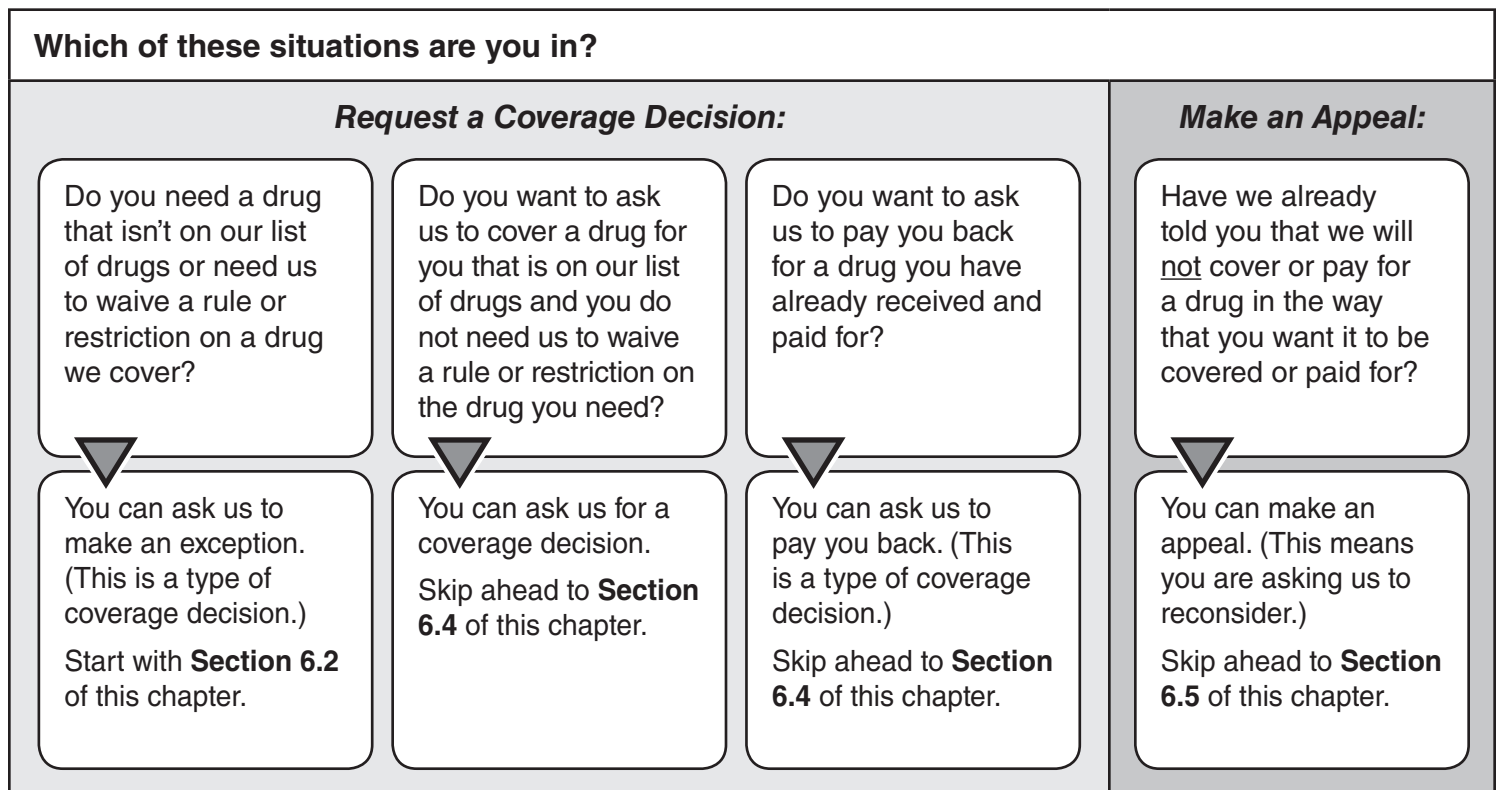 Which of these situations are you in?
Request a Coverage Decision:
Do you need a drug
that isn't on our list
of drugs or need us
to waive a rule or
restriction on a drug
we cover?
You can ask us to
make an exception.
(This is a type of
coverage decision.)
Start with Section 6.2
of this chapter.
Do you want to ask
us to cover a drug for
you that is on our list
of drugs and you do
not need us to waive
a rule or restriction on
the drug you need?
You can ask us for a
coverage decision.
Skip ahead to Section
6.4 of this chapter.
Do you want to ask
us to pay you back
for a drug you have
already received and
paid for?
You can ask us to
pay you back. (This
is a type of coverage
decision.)
Skip ahead to Section
6.4 of this chapter.
Make an Appeal:
Have we already
told you that we will
not cover or pay for
a drug in the way
that you want it to be
covered or paid for?
You can make an
appeal. (This means
you are asking us to
reconsider.)
Skip ahead to Section
6.5 of this chapter.